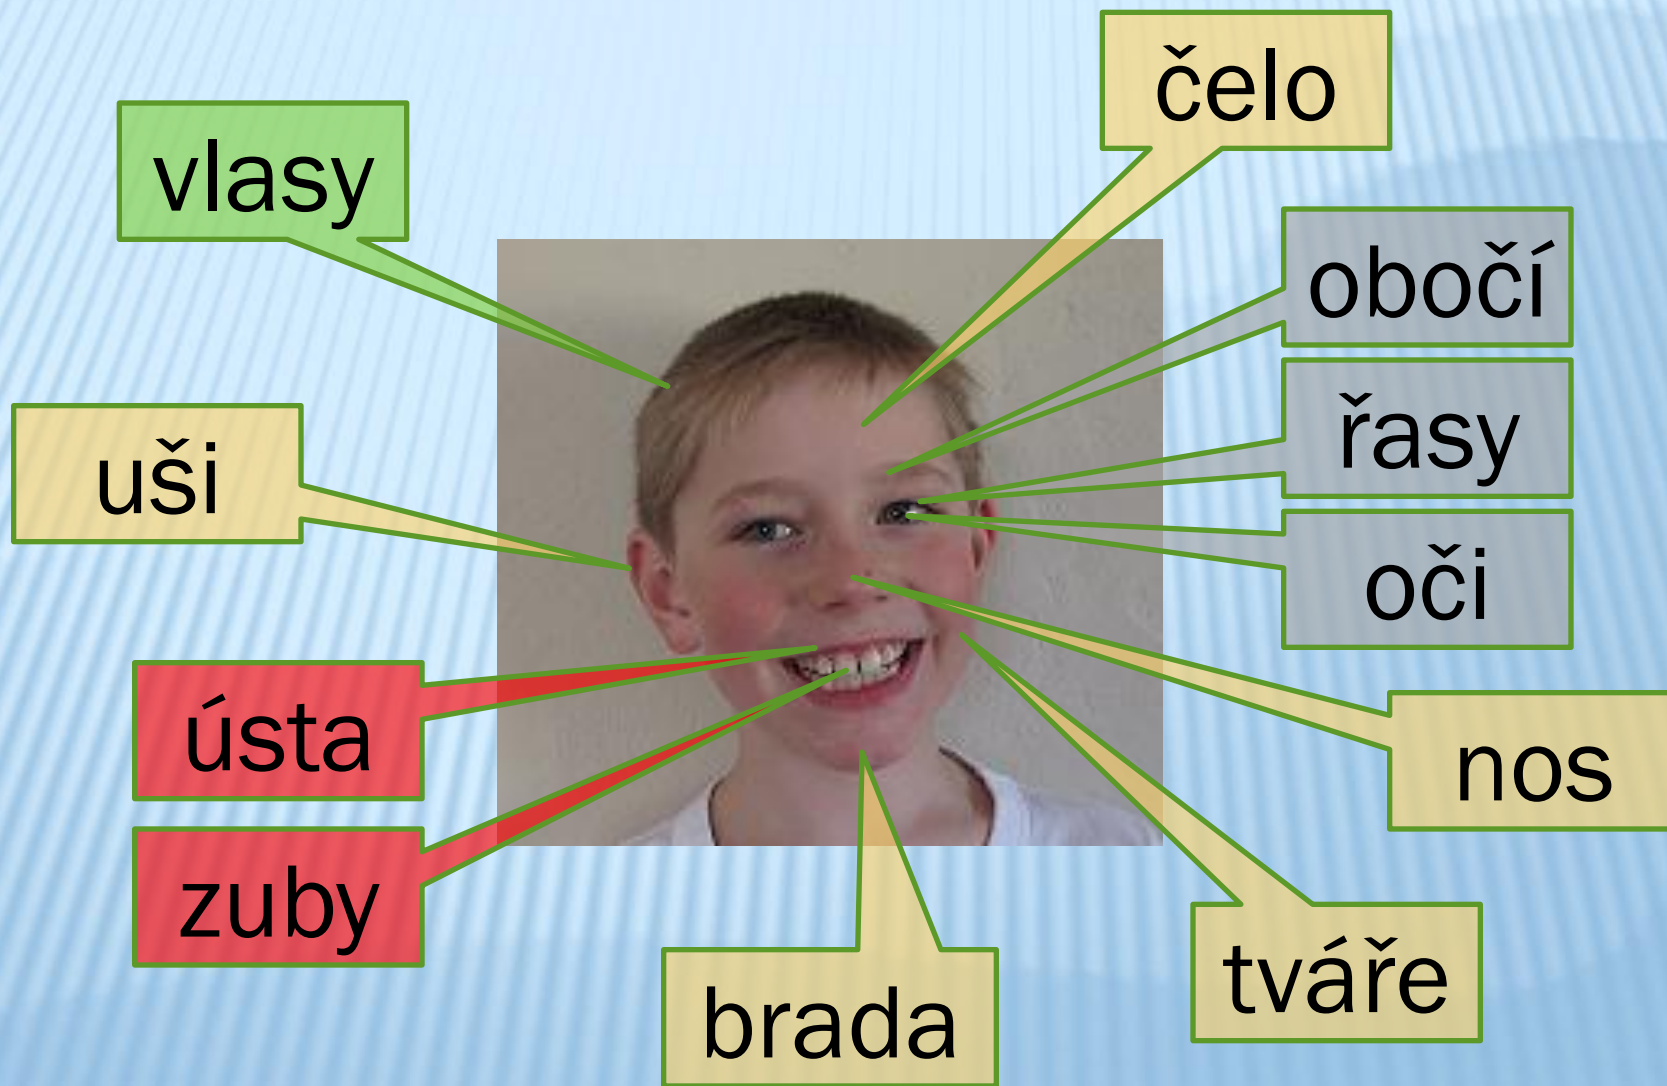 čelo
vlasy
obočí
řasy
uši
oči
ústa
nos
zuby
tváře
brada